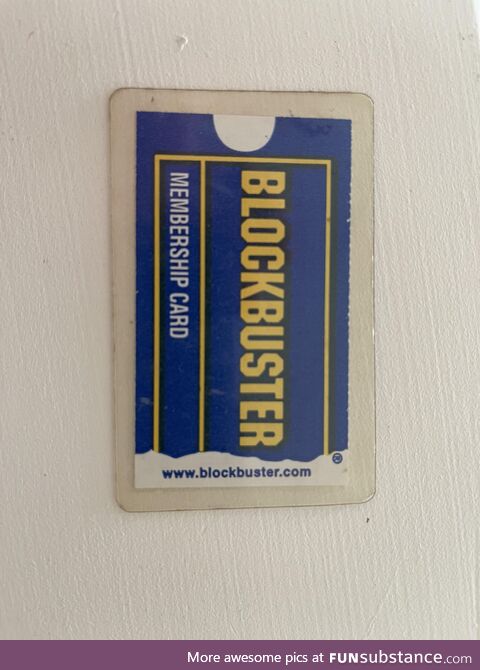 BLOCKBUSTER
MEMBERSHIP CARD
®
www.blockbuster.com
More awesome pics at FUNsubstance.com